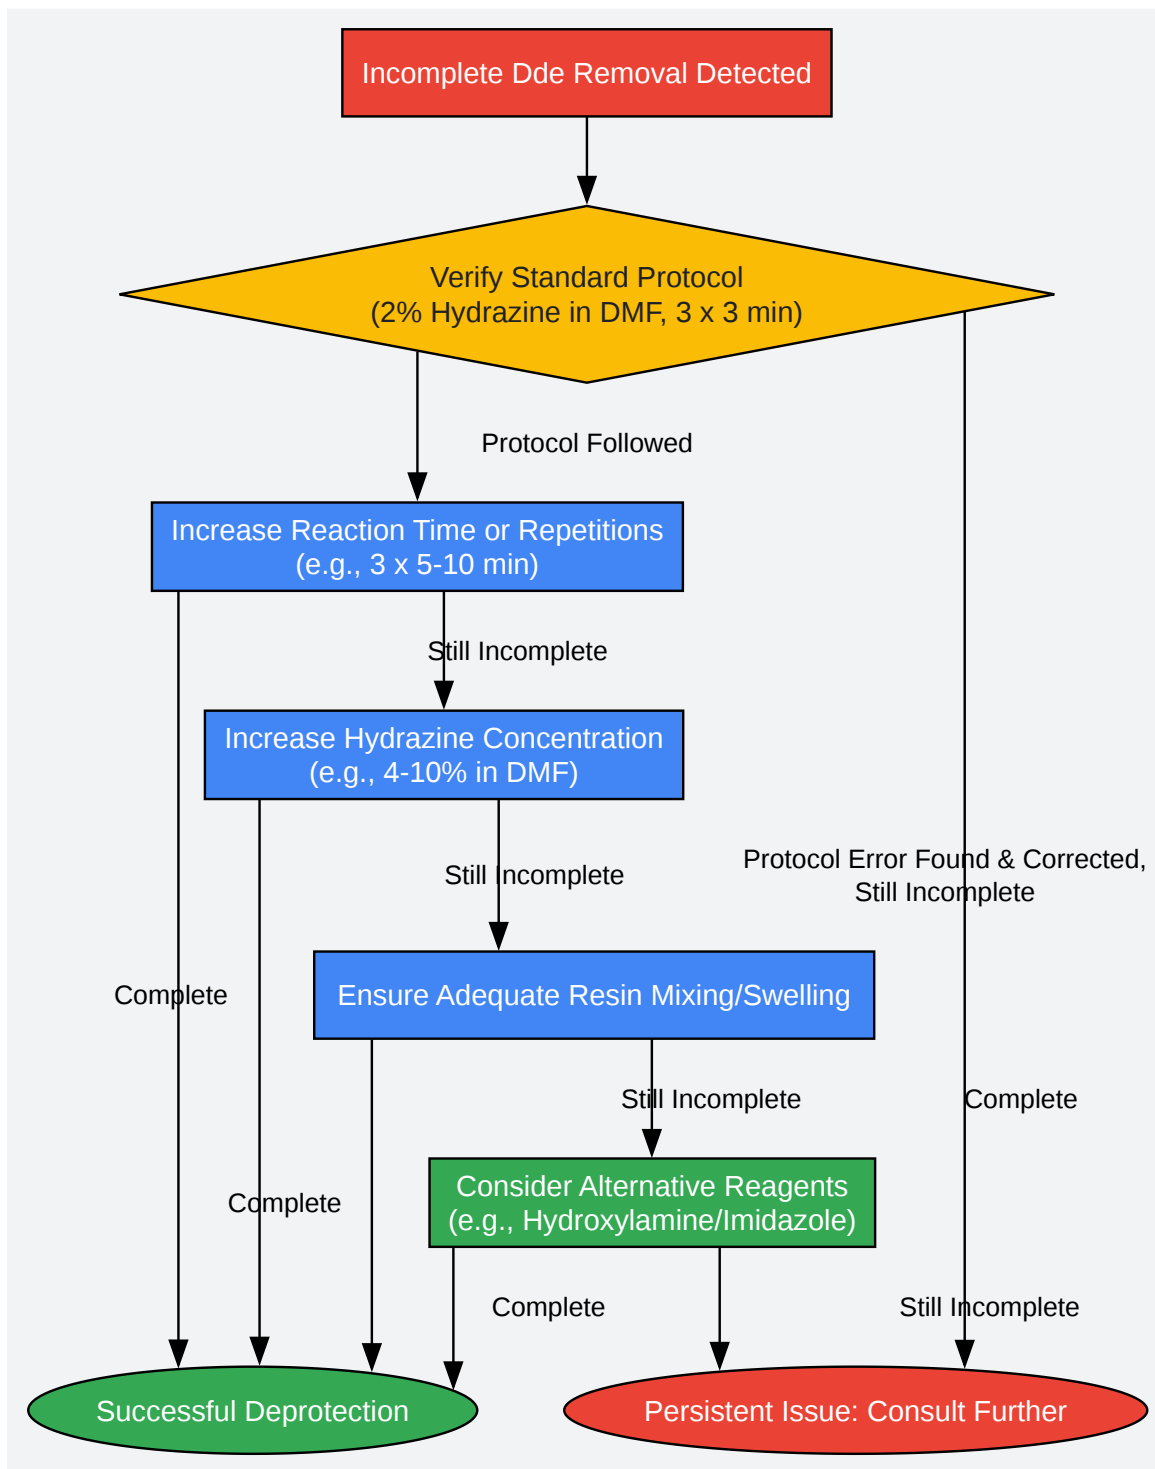 Incomplete Dde Removal Detected
Verify Standard Protocol
(2% Hydrazine in DMF, 3 x 3 min)
Protocol Followed
Increase Reaction Time or Repetitions
(e.g., 3 x 5-10 min)
Still Incomplete
Increase Hydrazine Concentration
(e.g., 4-10% in DMF)
Still Incomplete
Protocol Error Found & Corrected,
Still Incomplete
Complete
Ensure Adequate Resin Mixing/Swelling
Still Incomplete
Complete
Consider Alternative Reagents
(e.g., Hydroxylamine/Imidazole)
Complete
Complete
Still Incomplete
Successful Deprotection
Persistent Issue: Consult Further